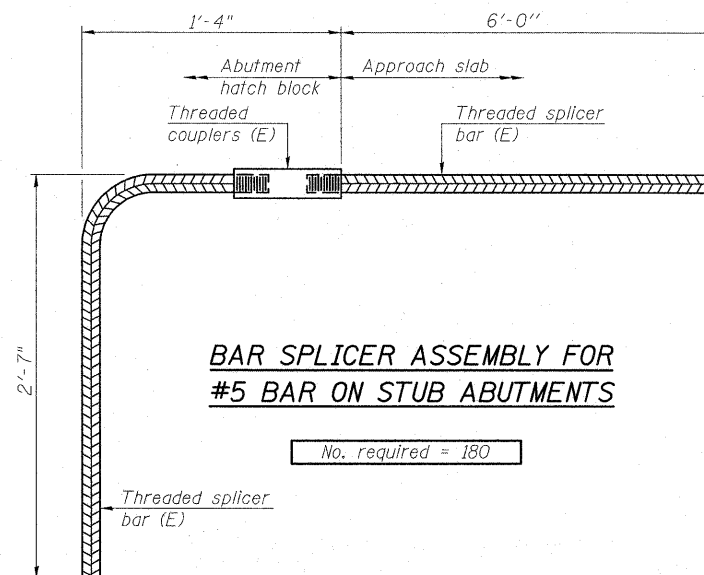 1'-4"
6'-0"
Abutment
hatch block
Approach slab
Threaded
couplers (E)
Threaded splicer
bar (E)
2'-7"
BAR SPLICER ASSEMBLY FOR
#5 BAR ON STUB ABUTMENTS
No. required = 180
Threaded splicer
bar (E)